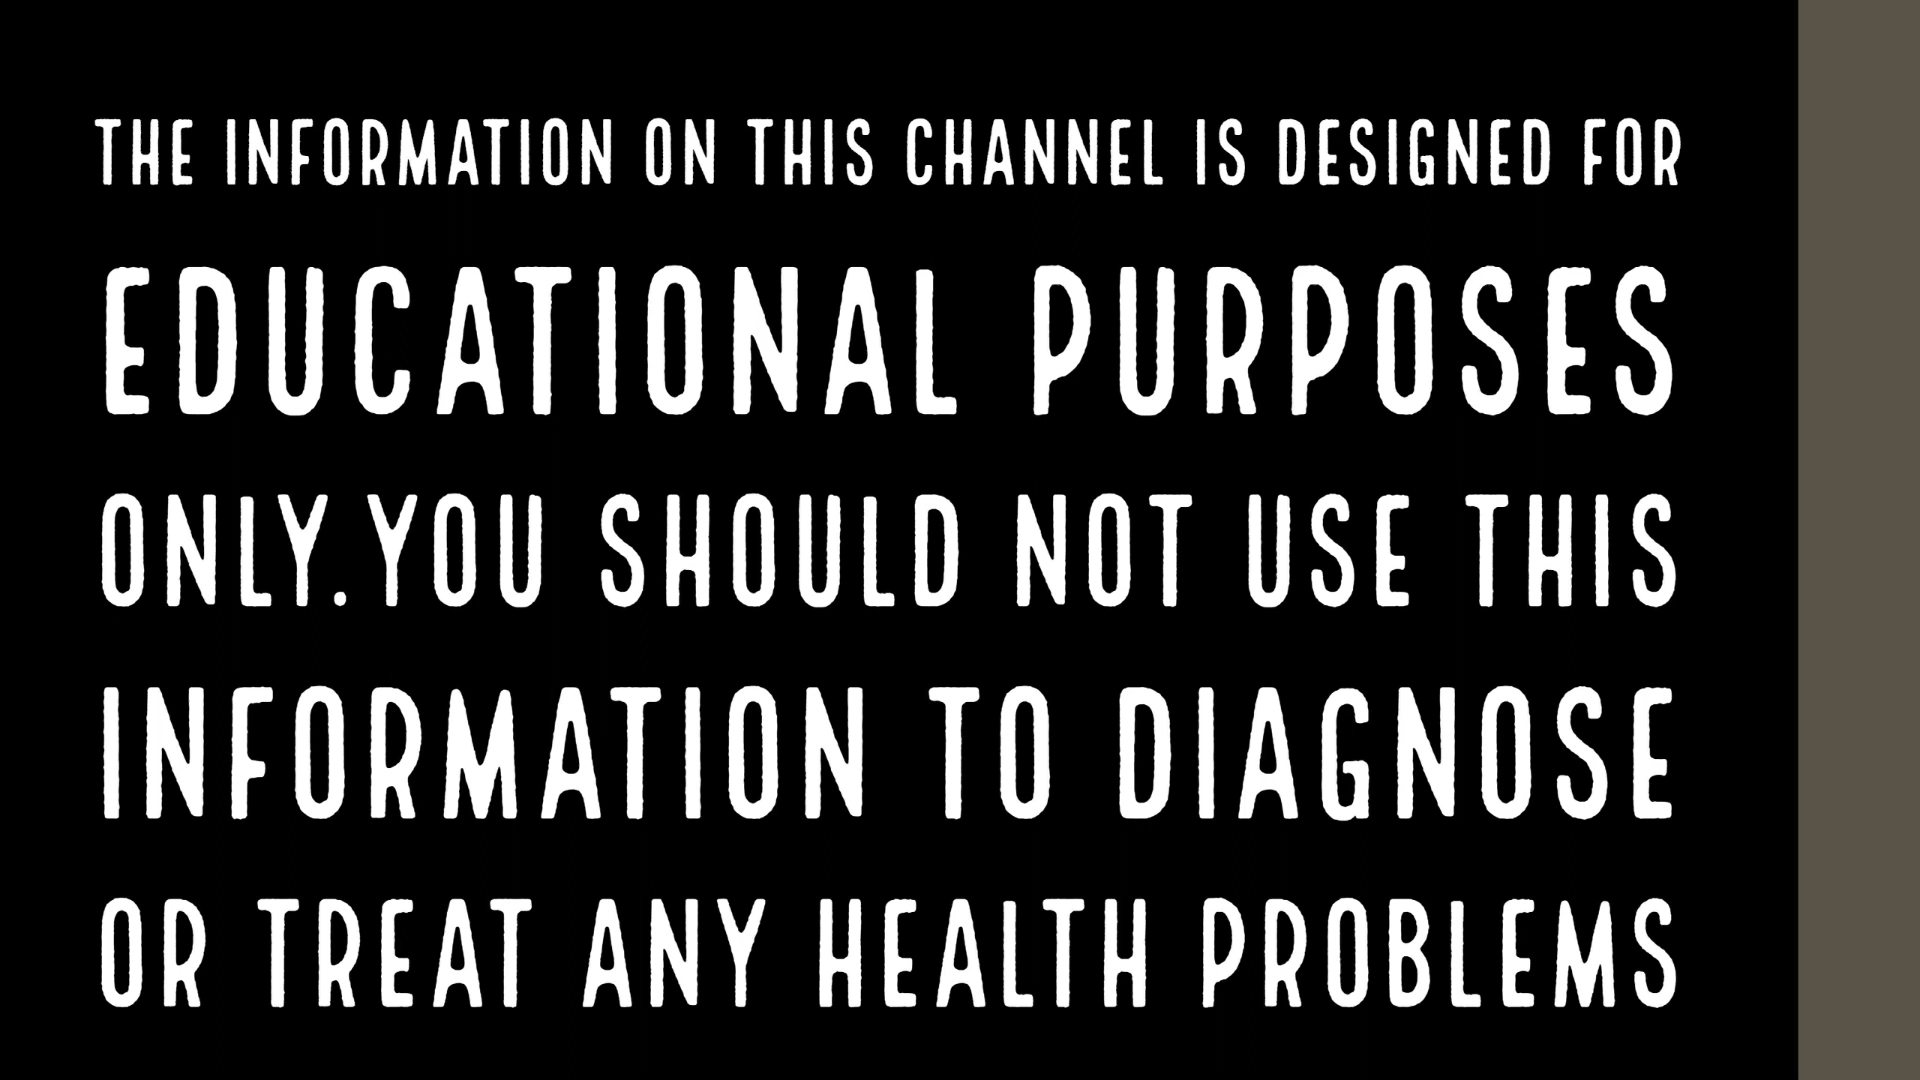 THE INFORMATION ON THIS CHANNEL IS DESIGNED FOR
EDUCATIONAL PURPOSES
ONLY.YOU SHOULD NOT USE THIS
INFORMATION TO DIAGNOSE
OR TREAT ANY HEALTH PROBLEMS